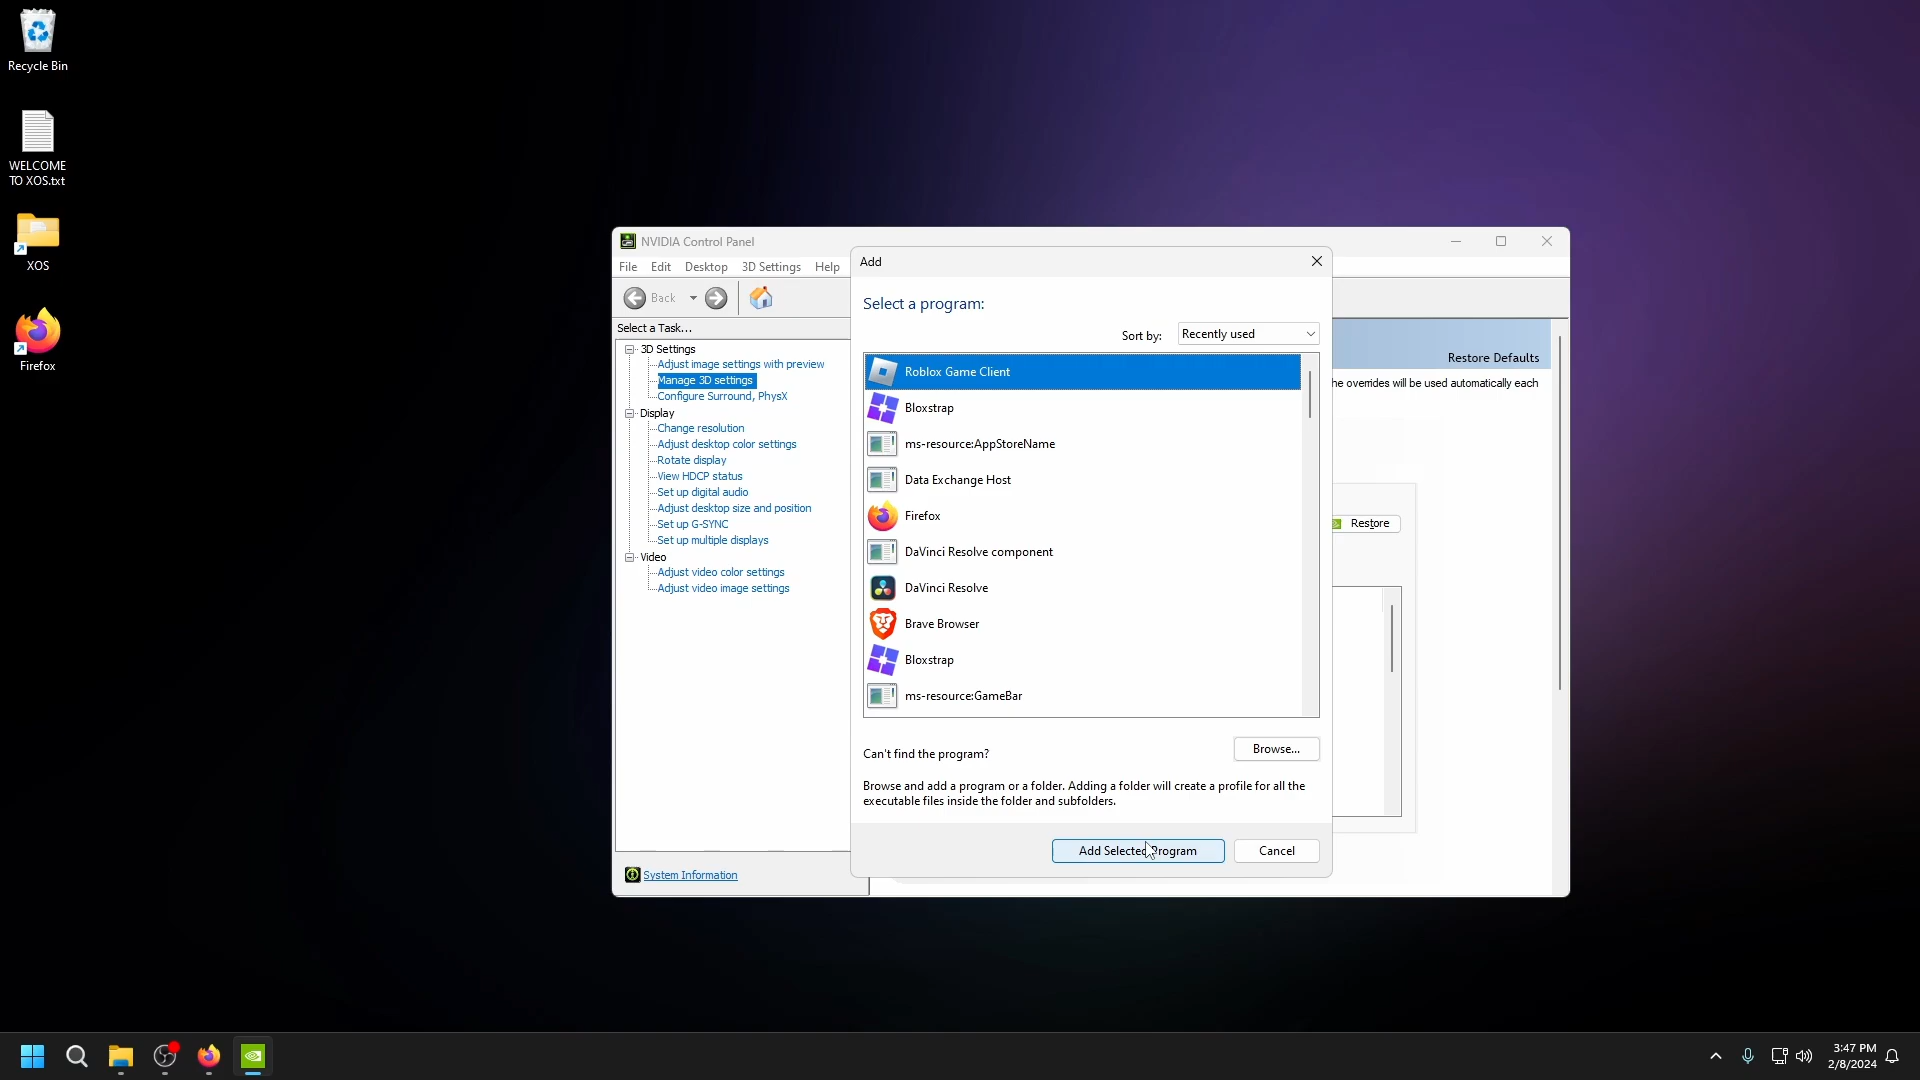 Recycle Bin
WELCOME
TO XOS.txt
XOS
Firefox
NVIDIA Control Panel
File Edit Desktop 3D Settings Help
Back
Select a Task...
3D Settings
Adjust image settings with preview
Manage 3D settings
Configure Surround, PhysX
Display
Change resolution
Adjust desktop color settings
Rotate display
View HDCP status
Set up digital audio
Adjust desktop size and position
Set up G-SYNC
Set up multiple displays
Video
Adjust video color settings
Adjust video image settings
System Information
Add
Select a program:
Sort by: Recently used
Roblox Game Client
Bloxstrap
ms-resource:AppStoreName
Data Exchange Host
Firefox
DaVinci Resolve component
DaVinci Resolve
Brave Browser
Bloxstrap
ms-resource:GameBar
Can't find the program?
Browse...
Browse and add a program or a folder. Adding a folder will create a profile for all the
executable files inside the folder and subfolders.
Add Selected Program
Cancel
Restore Defaults
he overrides will be used automatically each
Restore
3:47 PM
2/8/2024